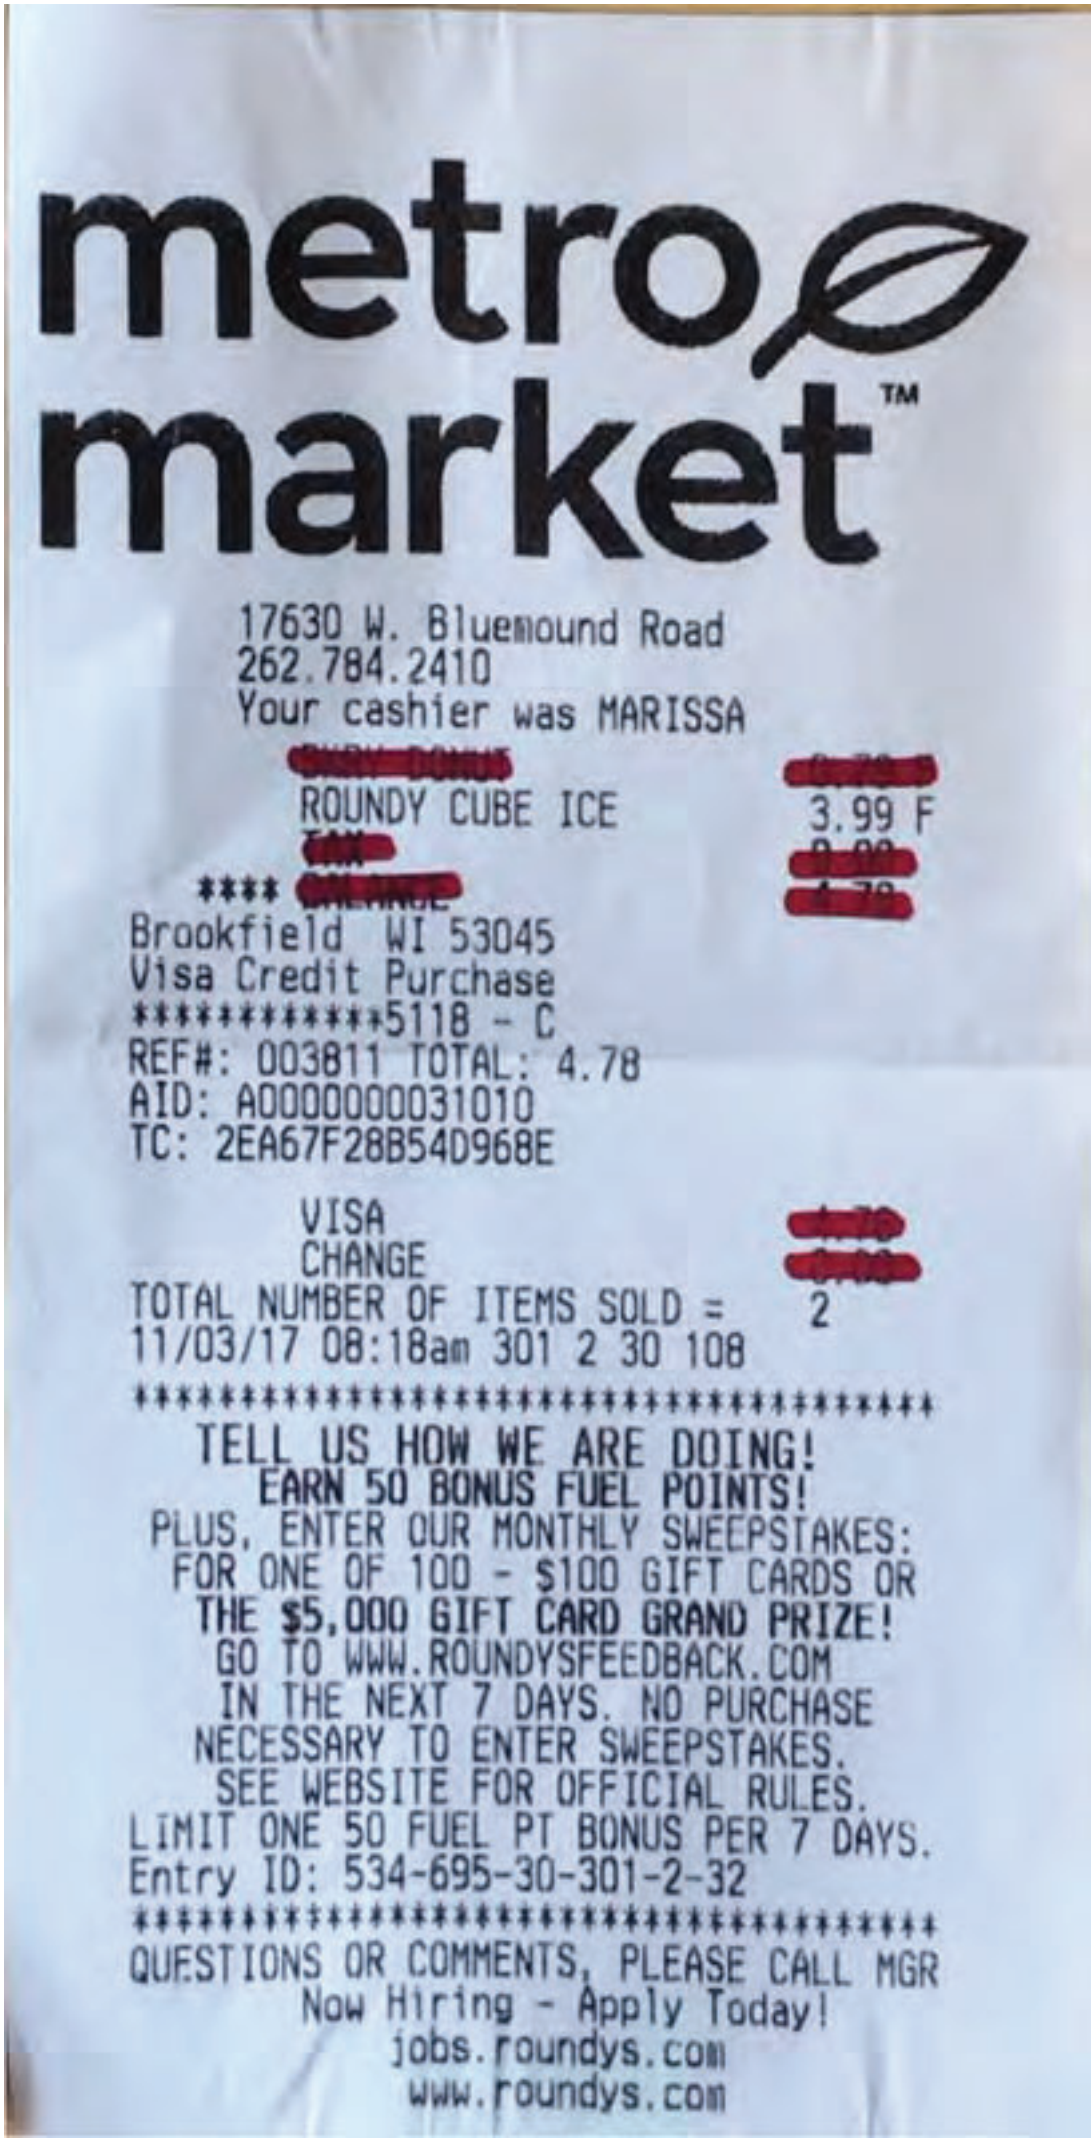 metro
market™
17630 W. Bluemound Road
262.784.2410
Your cashier was MARISSA
ROUNDY CUBE ICE 3.99 F
TAX 0.00
**** BALANCE 4.78
Brookfield WI 53045
Visa Credit Purchase
************5118 - C
REF#: 003811 TOTAL: 4.78
AID: A0000000031010
TC: 2EA67F28B54D968E
VISA
CHANGE
TOTAL NUMBER OF ITEMS SOLD = 2
11/03/17 08:18am 301 2 30 108
**************************************
TELL US HOW WE ARE DOING!
EARN 50 BONUS FUEL POINTS!
PLUS, ENTER OUR MONTHLY SWEEPSTAKES:
FOR ONE OF 100 - $100 GIFT CARDS OR
THE $5,000 GIFT CARD GRAND PRIZE!
GO TO WWW.ROUNDYSFEEDBACK.COM
IN THE NEXT 7 DAYS. NO PURCHASE
NECESSARY TO ENTER SWEEPSTAKES.
SEE WEBSITE FOR OFFICIAL RULES.
LIMIT ONE 50 FUEL PT BONUS PER 7 DAYS.
Entry ID: 534-695-30-301-2-32
**************************************
QUESTIONS OR COMMENTS, PLEASE CALL MGR
Now Hiring - Apply Today!
jobs.roundys.com
www.roundys.com